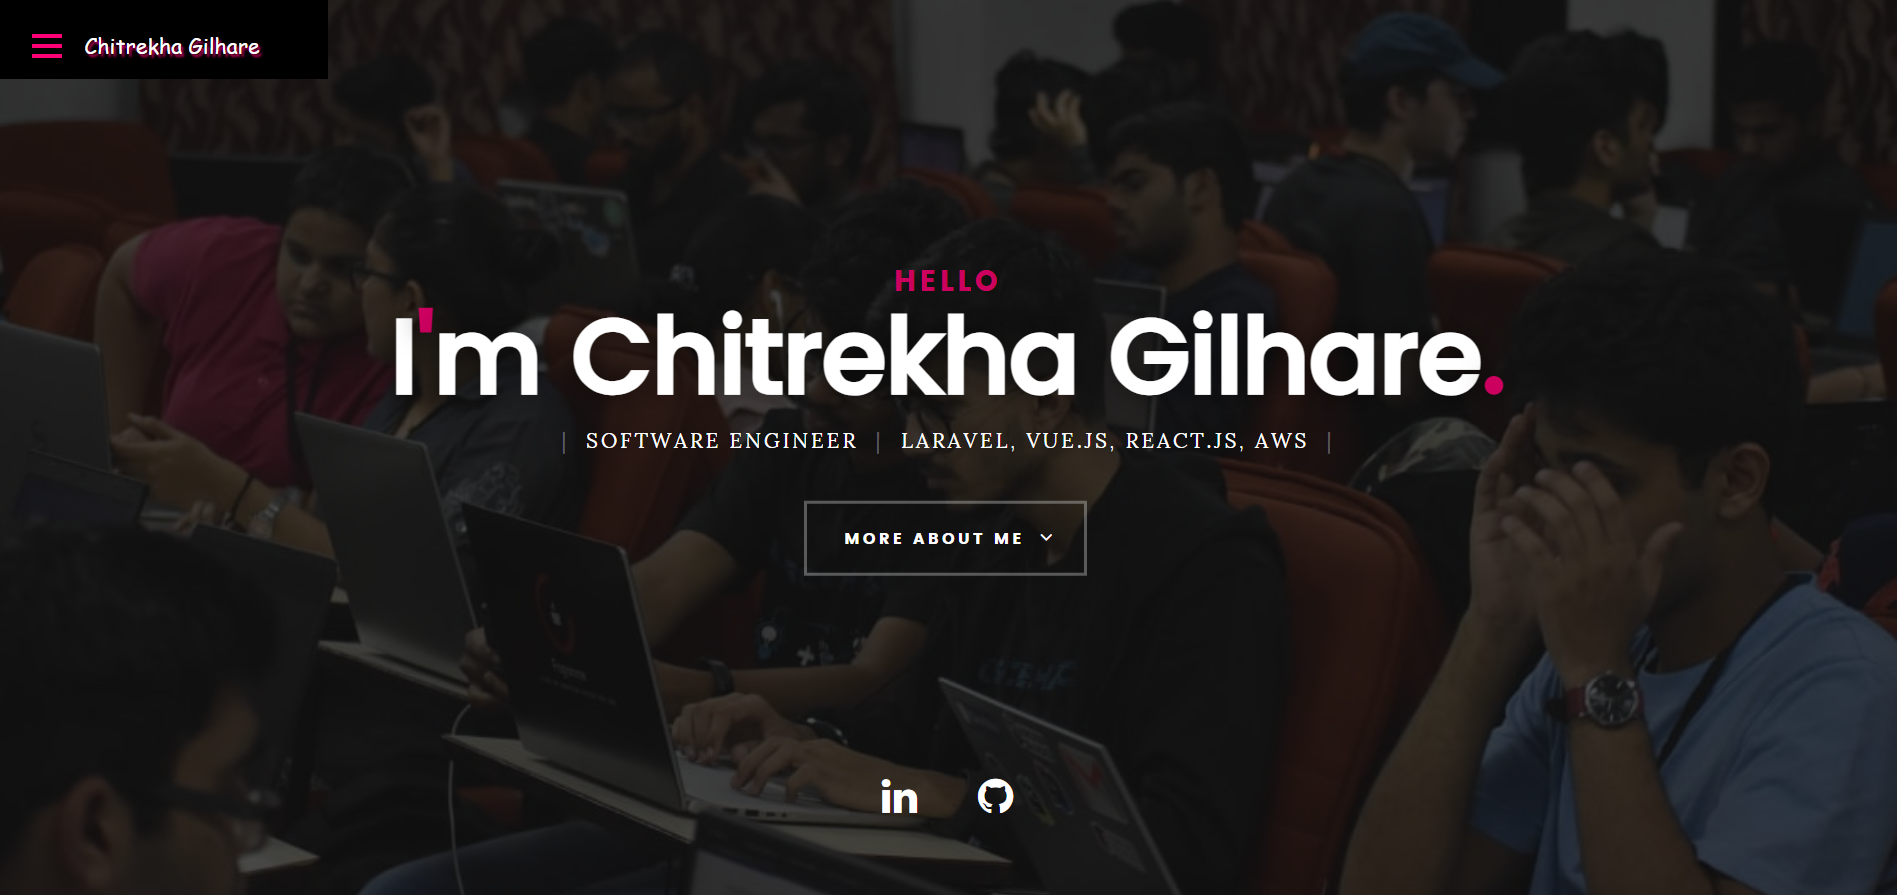 Chitrekha Gilhare
HELLO
I'm Chitrekha Gilhare.
| SOFTWARE ENGINEER | LARAVEL, VUE.JS, REACT.JS, AWS |
MORE ABOUT ME
in